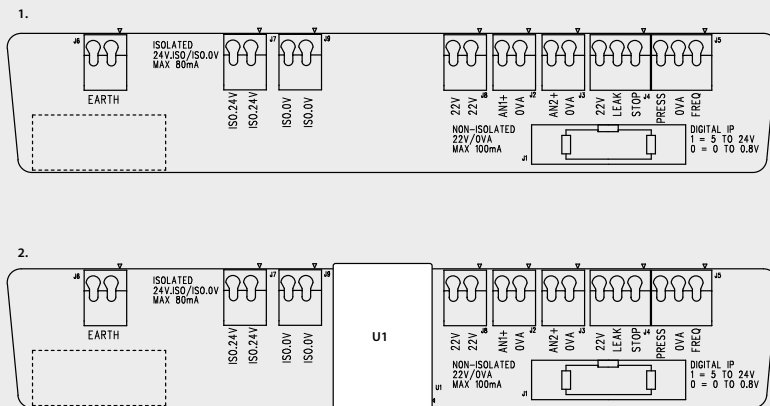 1.
J6
ISOLATED
24V.ISO/ISO.0V
MAX 80mA
J7
J9
J8
J2
J3
J4
J5
EARTH
ISO.24V
ISO.24V
ISO.0V
ISO.0V
22V
22V
AN1+
0VA
AN2+
0VA
22V
LEAK
STOP
PRESS
0VA
FREQ
NON-ISOLATED
22V/0VA
MAX 100mA
J1
DIGITAL IP
1 = 5 TO 24V
0 = 0 TO 0.8V
2.
J6
ISOLATED
24V.ISO/ISO.0V
MAX 80mA
J7
J9
U1
J8
J2
J3
J4
J5
EARTH
ISO.24V
ISO.24V
ISO.0V
ISO.0V
22V
22V
AN1+
0VA
AN2+
0VA
22V
LEAK
STOP
PRESS
0VA
FREQ
NON-ISOLATED
22V/0VA
MAX 100mA
U1
J1
DIGITAL IP
1 = 5 TO 24V
0 = 0 TO 0.8V